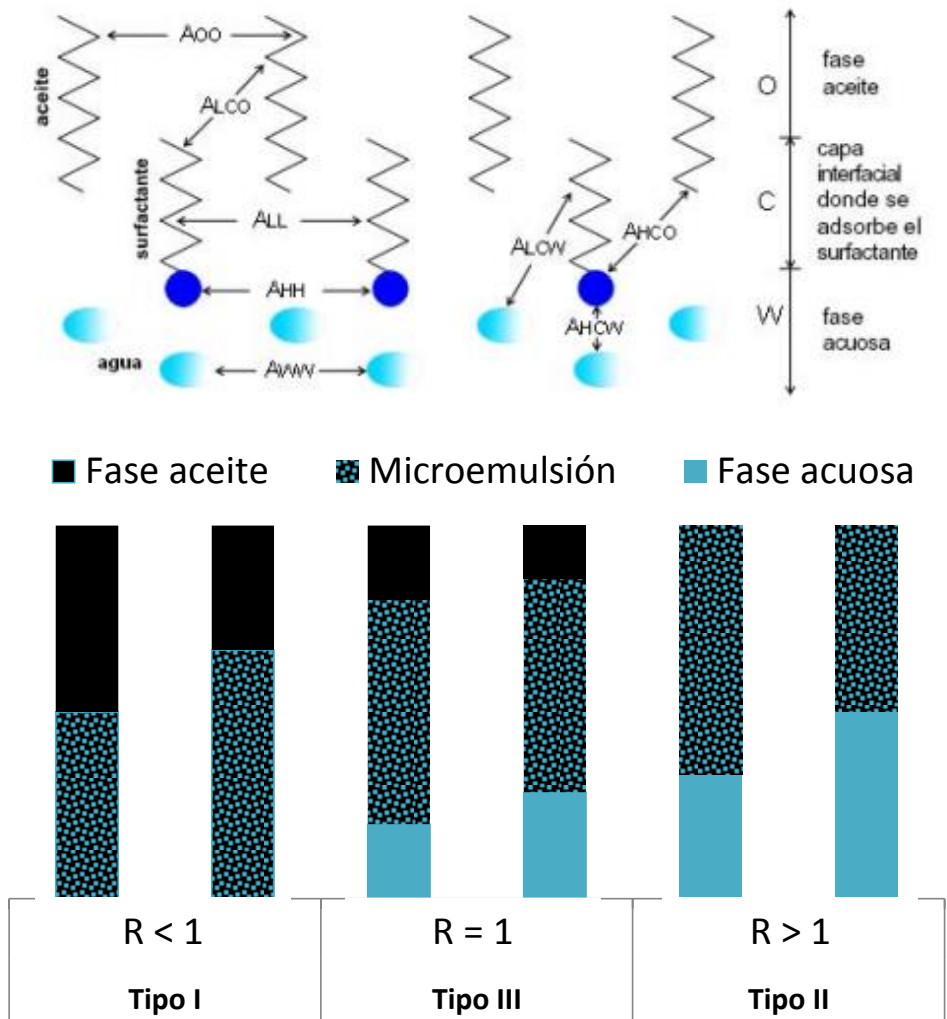 AOO
aceite
ALCO
surfactante
ALL
AHH
agua
AWW
ALCW
AHCO
AHCW
O
fase
aceite
C
capa
interfacial
donde se
adsorbe el
surfactante
W
fase
acuosa
Fase aceite
Microemulsión
Fase acuosa
R < 1
R = 1
R > 1
Tipo I
Tipo III
Tipo II